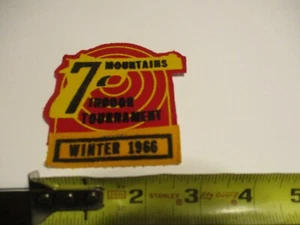 7 MOUNTAINS
INDOOR
TOURNAMENT
WINTER 1966
2 STANLEY 3 4 5